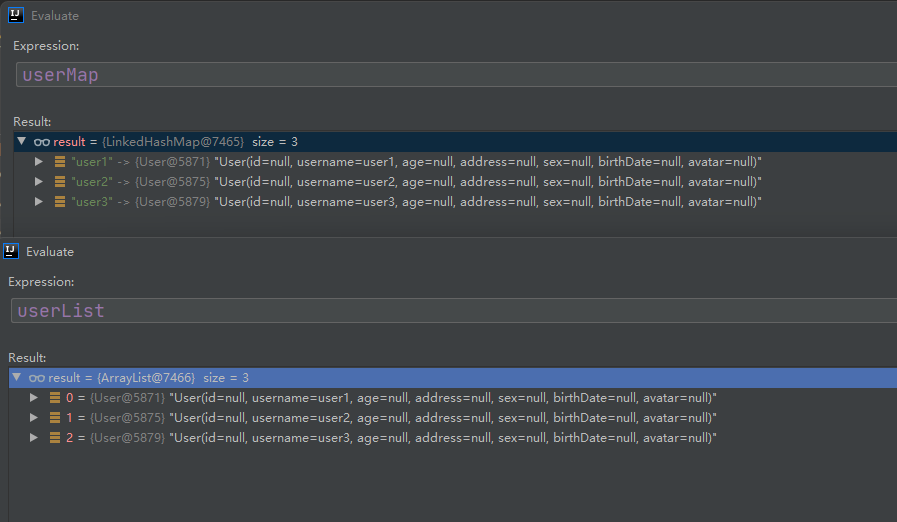 IJ Evaluate
Expression:
userMap
Result:
result = {LinkedHashMap@7465} size = 3
"user1" -> {User@5871} "User(id=null, username=user1, age=null, address=null, sex=null, birthDate=null, avatar=null)"
"user2" -> {User@5875} "User(id=null, username=user2, age=null, address=null, sex=null, birthDate=null, avatar=null)"
"user3" -> {User@5879} "User(id=null, username=user3, age=null, address=null, sex=null, birthDate=null, avatar=null)"
IJ Evaluate
Expression:
userList
Result:
result = {ArrayList@7466} size = 3
0 = {User@5871} "User(id=null, username=user1, age=null, address=null, sex=null, birthDate=null, avatar=null)"
1 = {User@5875} "User(id=null, username=user2, age=null, address=null, sex=null, birthDate=null, avatar=null)"
2 = {User@5879} "User(id=null, username=user3, age=null, address=null, sex=null, birthDate=null, avatar=null)"